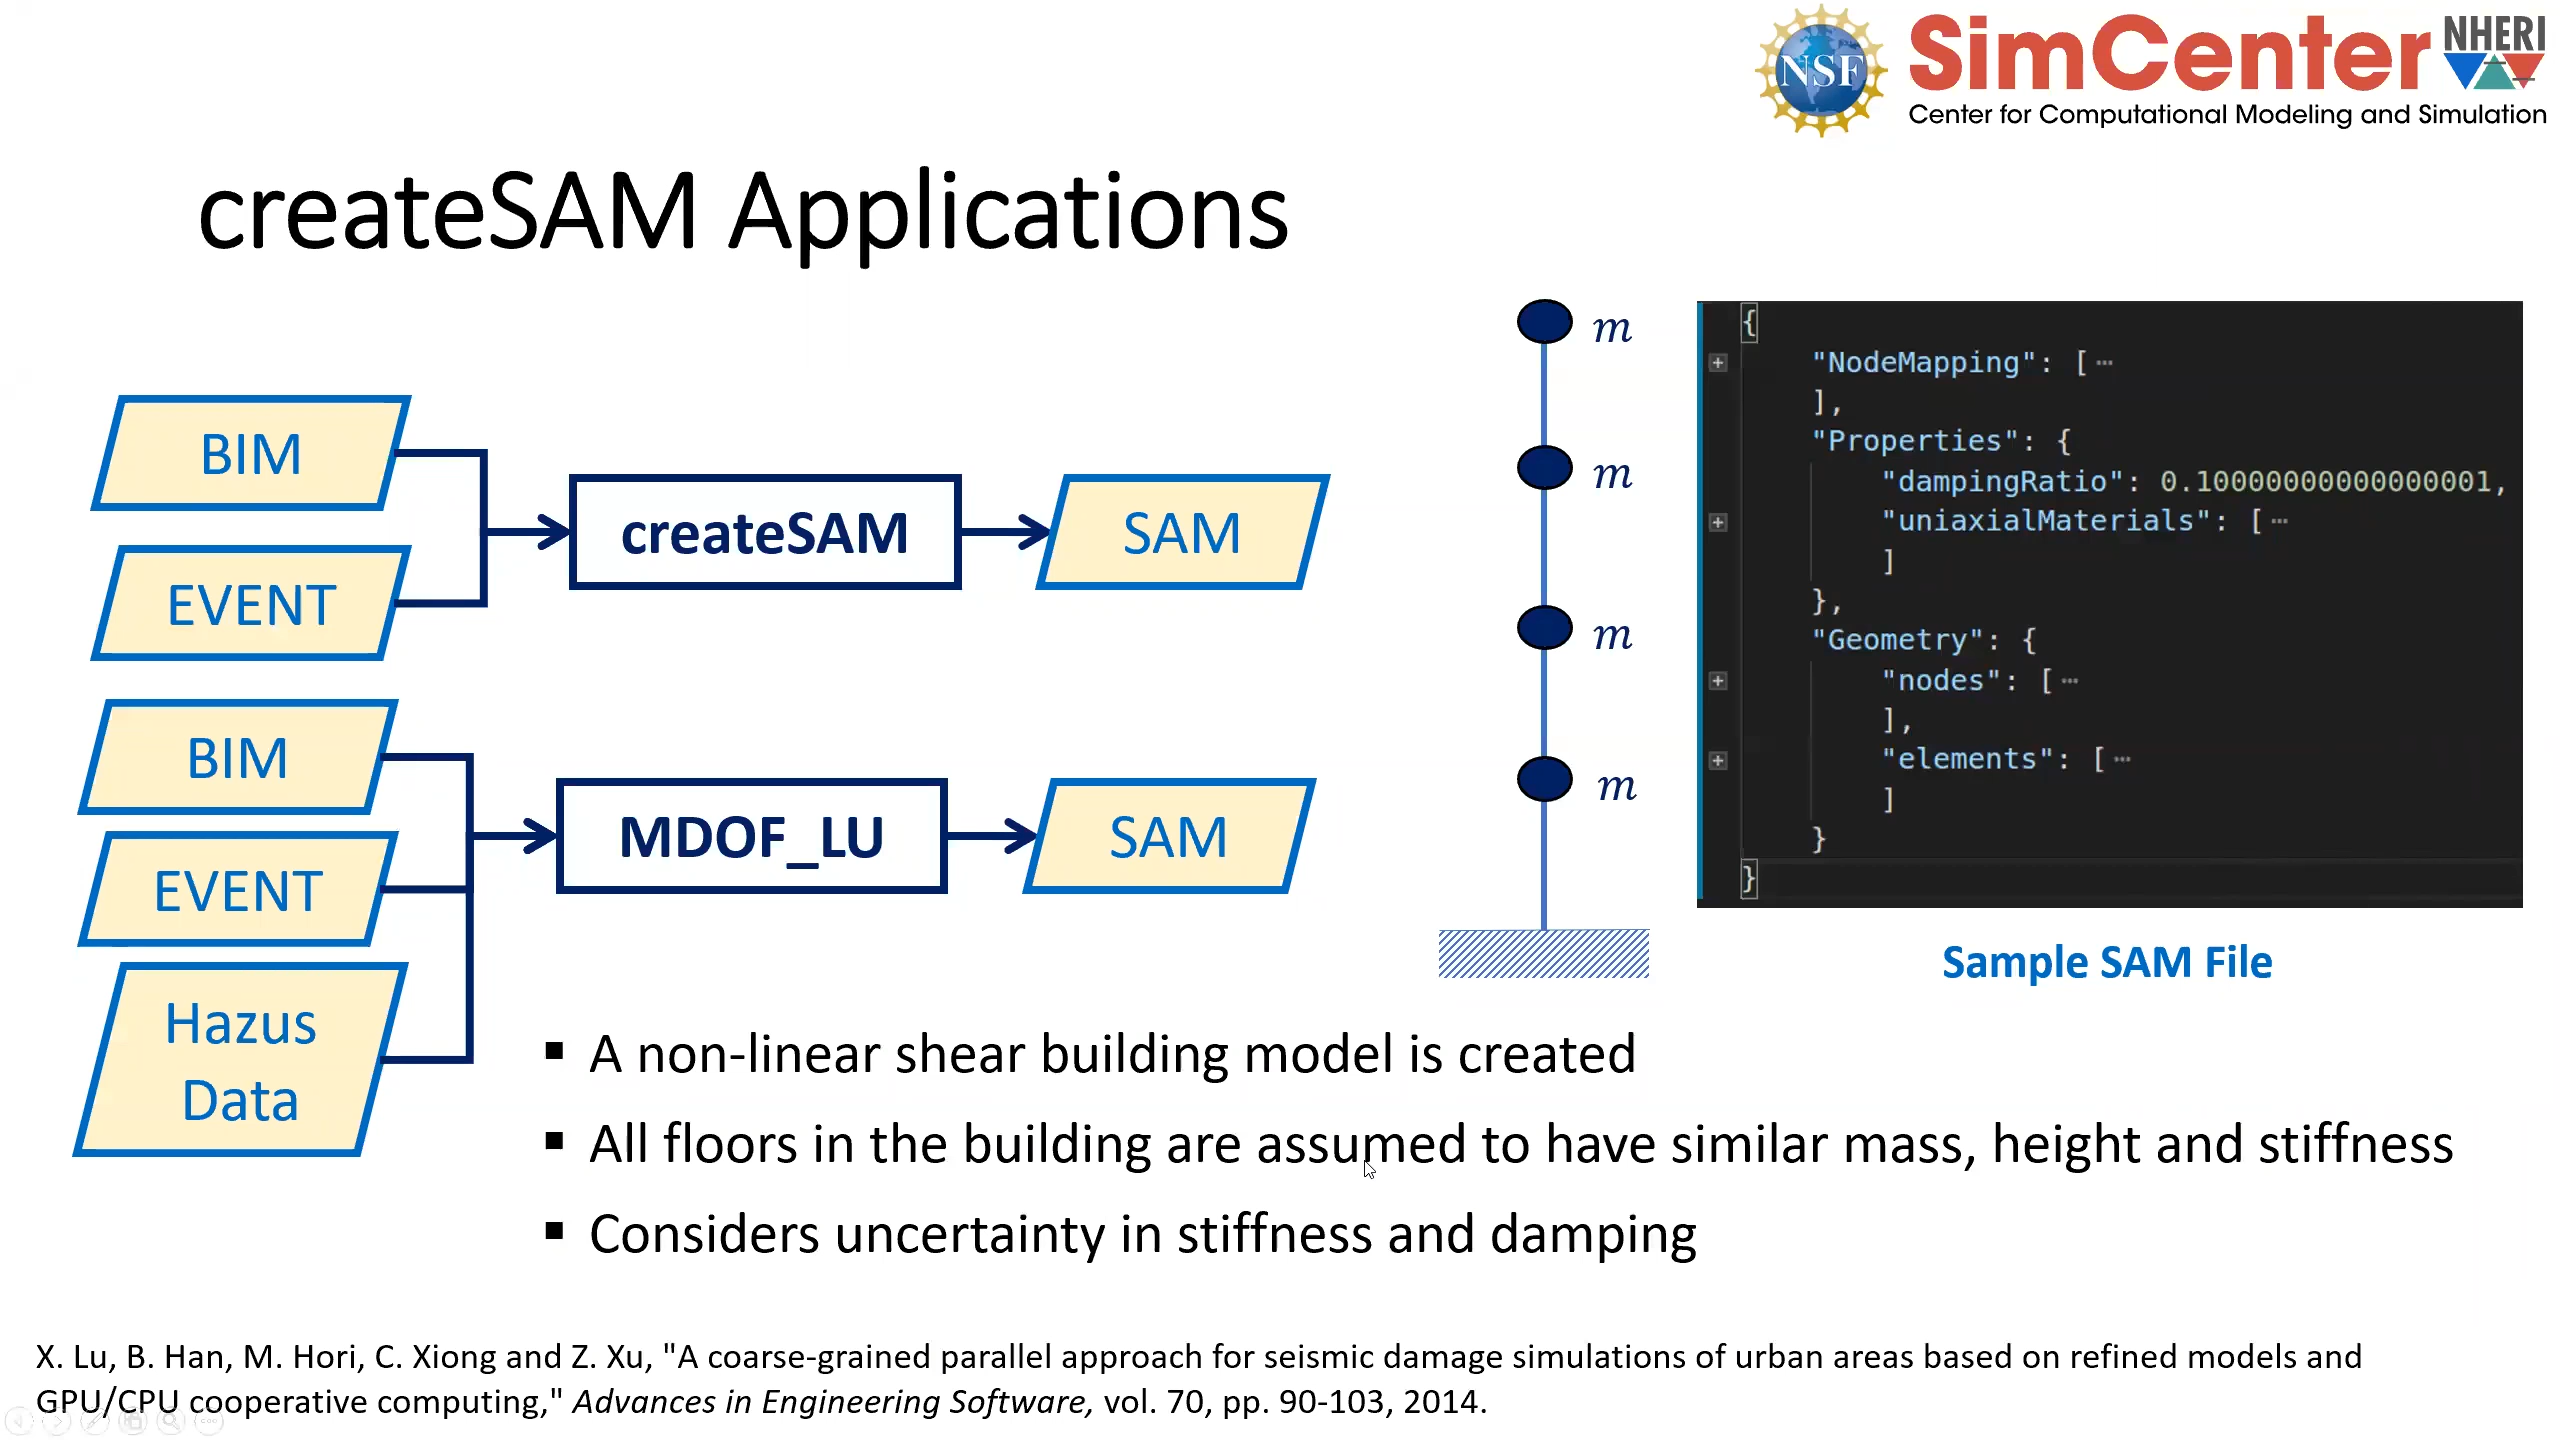 NSF
SimCenter
NHERI
Center for Computational Modeling and Simulation
createSAM Applications
BIM
EVENT
createSAM
SAM
BIM
EVENT
Hazus
Data
MDOF_LU
SAM
m
m
m
m
{
"NodeMapping": [ ⋯
],
"Properties": {
"dampingRatio": 0.10000000000000001,
"uniaxialMaterials": [ ⋯
]
},
"Geometry": {
"nodes": [ ⋯
],
"elements": [ ⋯
]
}
}
Sample SAM File
▪ A non-linear shear building model is created
▪ All floors in the building are assumed to have similar mass, height and stiffness
▪ Considers uncertainty in stiffness and damping
X. Lu, B. Han, M. Hori, C. Xiong and Z. Xu, "A coarse-grained parallel approach for seismic damage simulations of urban areas based on refined models and
GPU/CPU cooperative computing," Advances in Engineering Software, vol. 70, pp. 90-103, 2014.